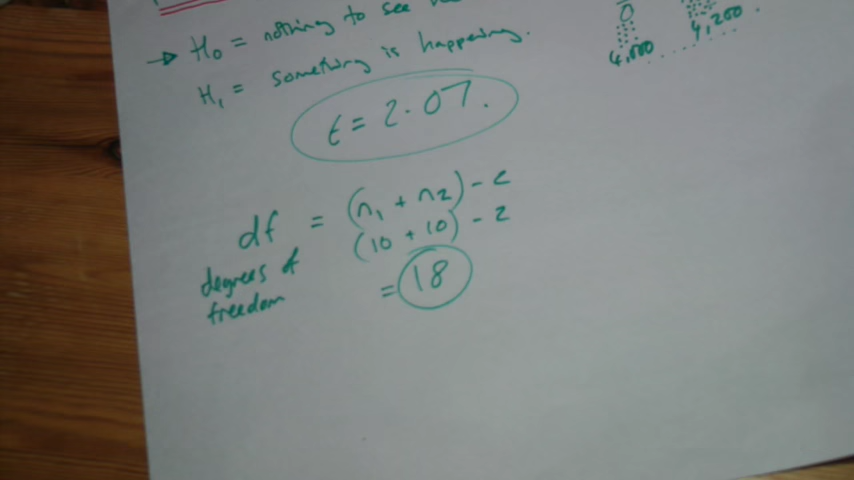 → H₀ = nothing to see
H₁ = something is happening.
t = 2.07.
0
4,000 . . . . . . 4,200 .
df = (n₁ + n₂) - 2
(10 + 10) - 2
degrees of
freedom
= 18